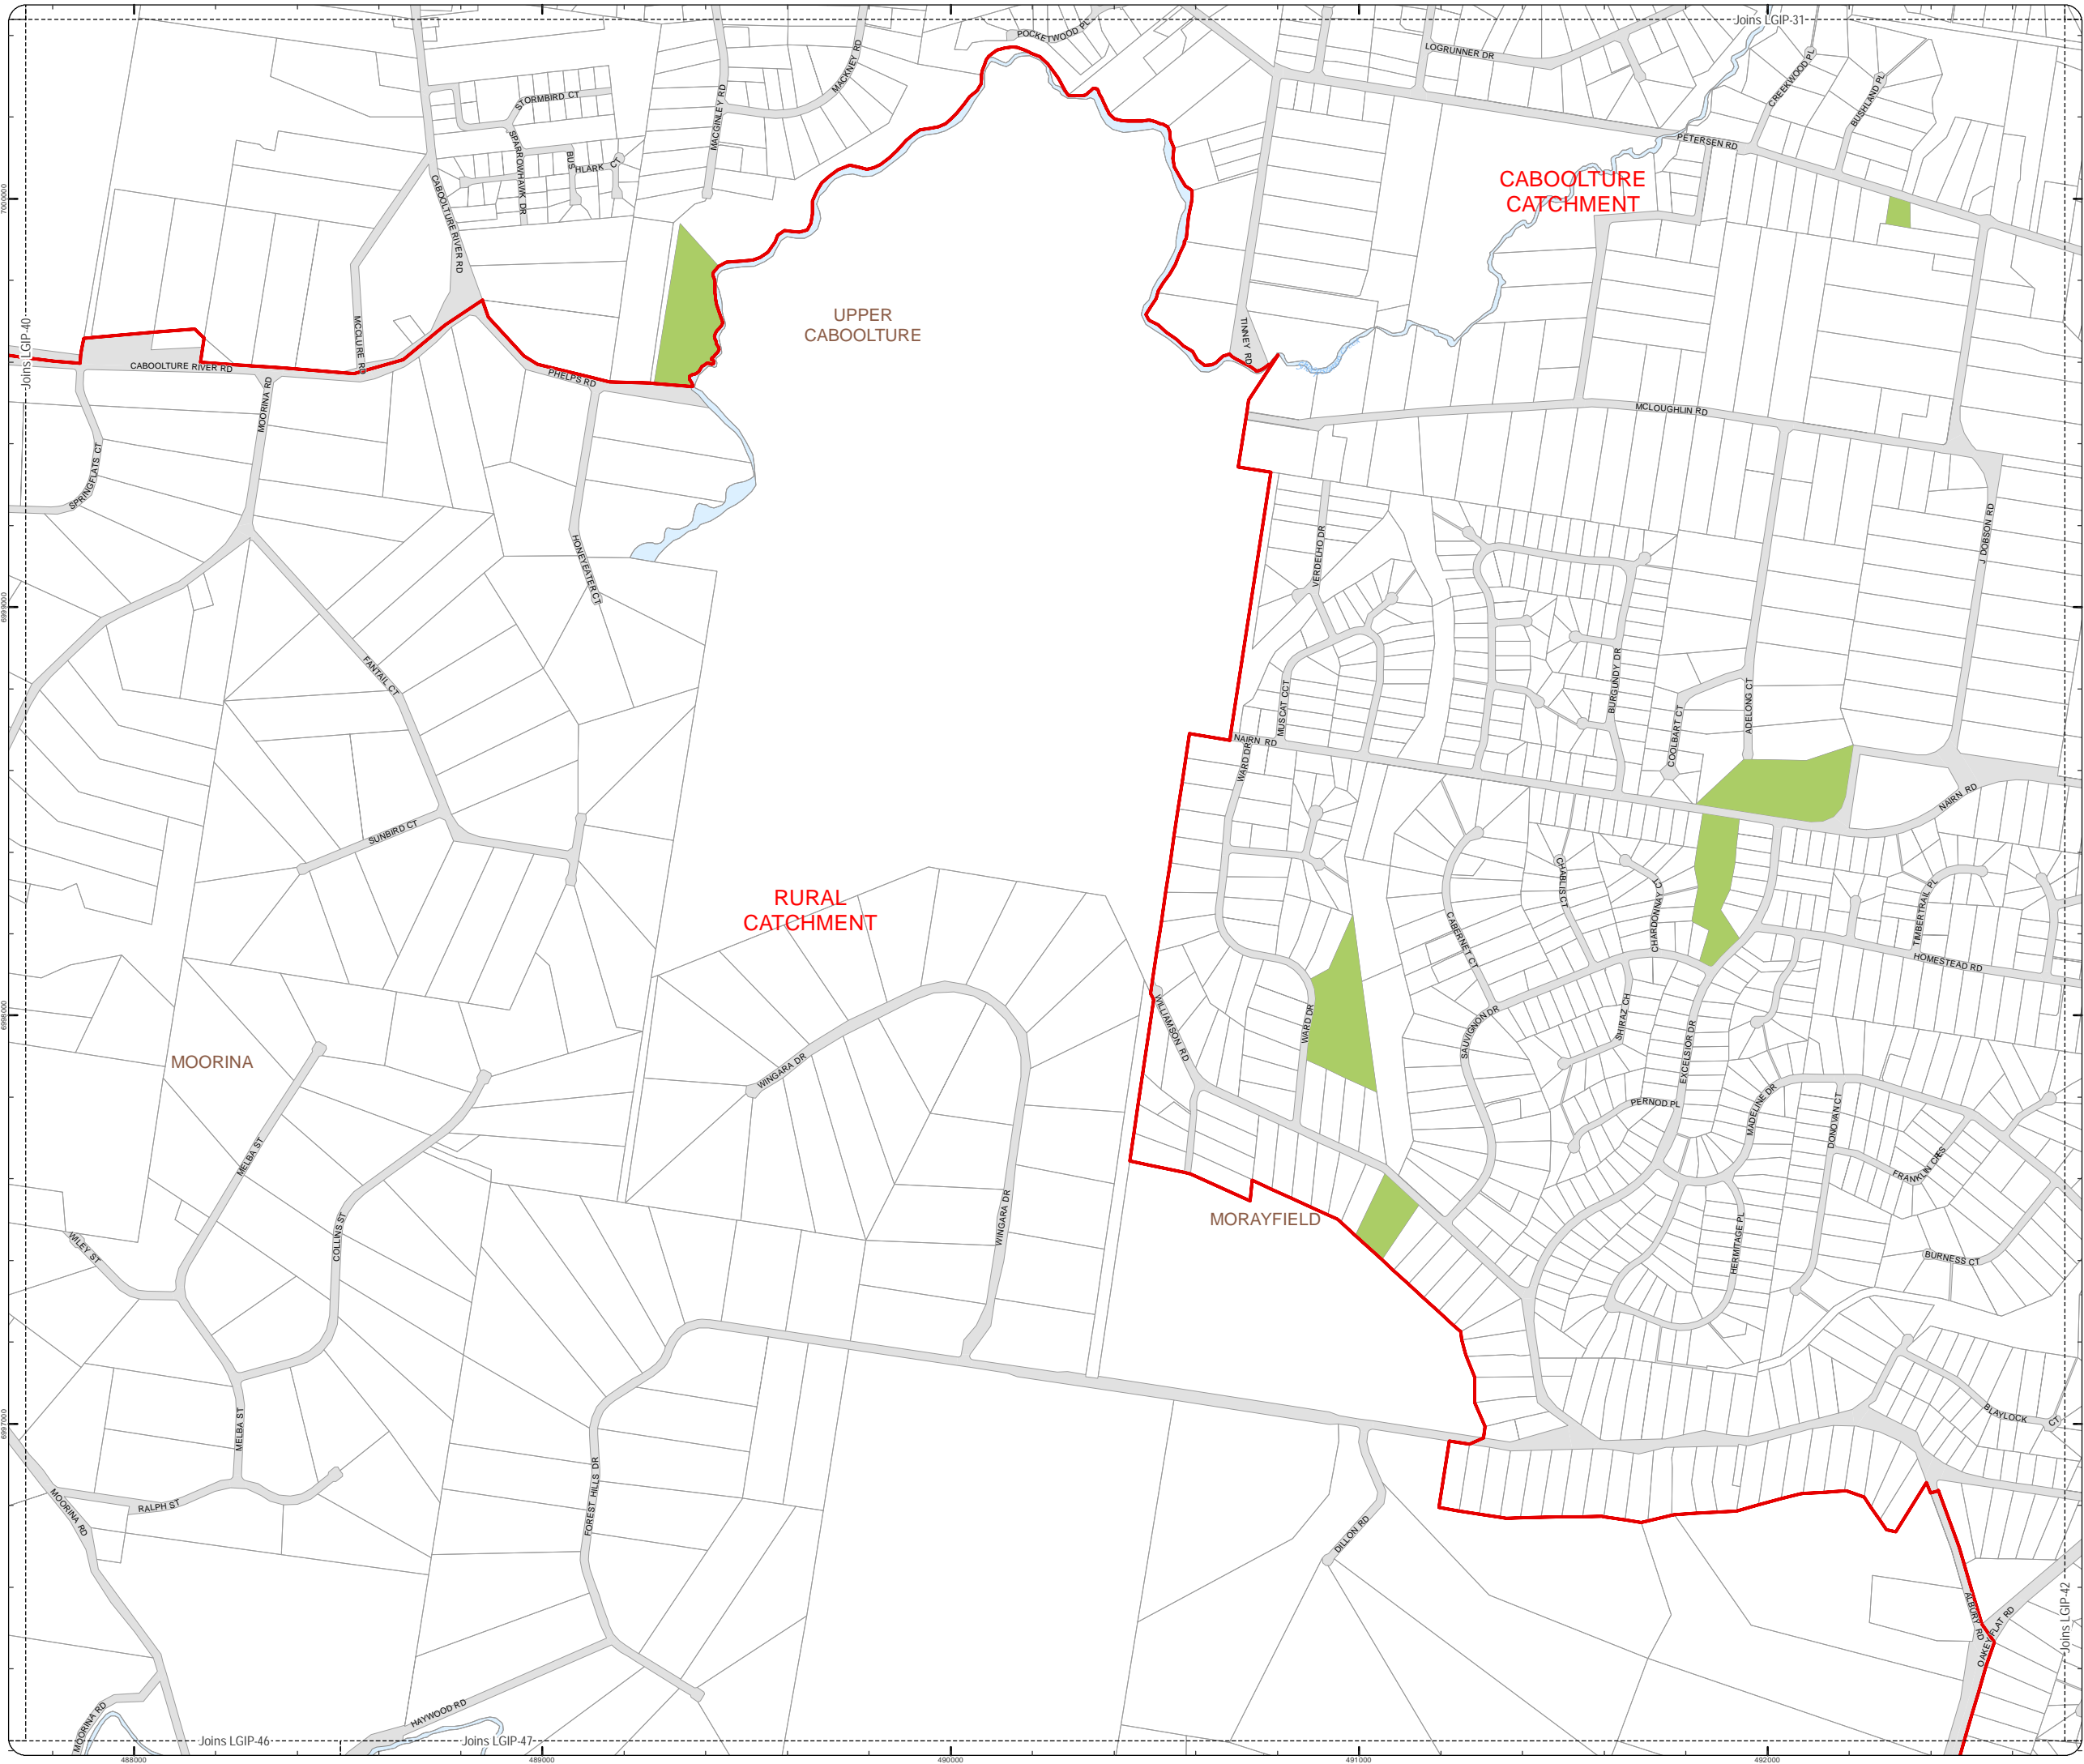 Joins LGIP-31
POCKETWOOD PL
LOGRUNNER DR
MACKNEY RD
CREEKWOOD PL
BUSHLAND PL
STORMBIRD CT
MACGINLEY RD
SPARROWHAWK DR
BUSHLARK CT
PETERSEN RD
CABOOLTURE
CATCHMENT
7000000
CABOOLTURE RIVER RD
UPPER
CABOOLTURE
MCCLURE RD
TINNEY RD
Joins LGIP-40
CABOOLTURE RIVER RD
PHELPS RD
MOORINA RD
MCLOUGHLIN RD
SPRINGFLATS CT
J DOBSON RD
VERDELHO DR
HONEYEATER CT
6999000
FANTAIL CT
MUSCAT CCT
BURGUNDY DR
COOLBART CT
ADELONG CT
NAIRN RD
WARD DR
NAIRN RD
SUNBIRD CT
CHABLIS CT
CHARDONNAY CT
TIMBERTRAIL PL
RURAL
CATCHMENT
CABERNET CT
HOMESTEAD RD
6998000
WILLIAMSON RD
WARD DR
SAUVIGNON DR
SHIRAZ CH
EXCELSIOR DR
MOORINA
WINGARA DR
PERNOD PL
MADELINE DR
DONOVAN CT
MELBA ST
FRANKLIN CRES
COLLINS ST
WINGARA DR
MORAYFIELD
HERMITAGE PL
WILEY ST
BURNESS CT
6997000
MELBA ST
BLAYLOCK CT
FOREST HILLS DR
RALPH ST
MOORINA RD
DILLON RD
ALBURY RD
OAKEY FLAT RD
Joins LGIP-42
HAYWOOD RD
MOORINA RD
Joins LGIP-46
Joins LGIP-47
488000
489000
490000
491000
492000